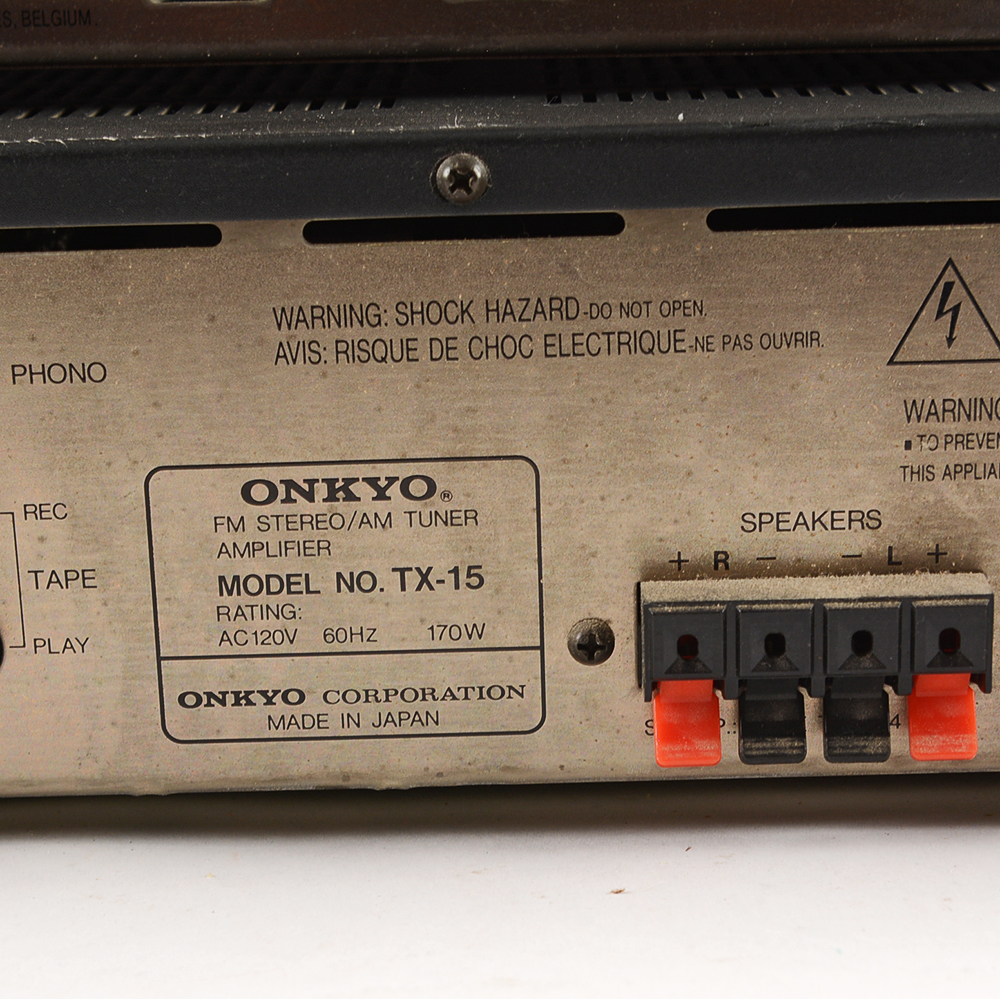 S, BELGIUM.
WARNING: SHOCK HAZARD-DO NOT OPEN.
AVIS: RISQUE DE CHOC ELECTRIQUE-NE PAS OUVRIR.
PHONO
WARNING
▪ TO PREVEN
THIS APPLIA
REC
TAPE
PLAY
ONKYO®
FM STEREO/AM TUNER
AMPLIFIER
MODEL NO. TX-15
RATING:
AC120V 60HZ 170W
ONKYO CORPORATION
MADE IN JAPAN
SPEAKERS
+ R − − L +